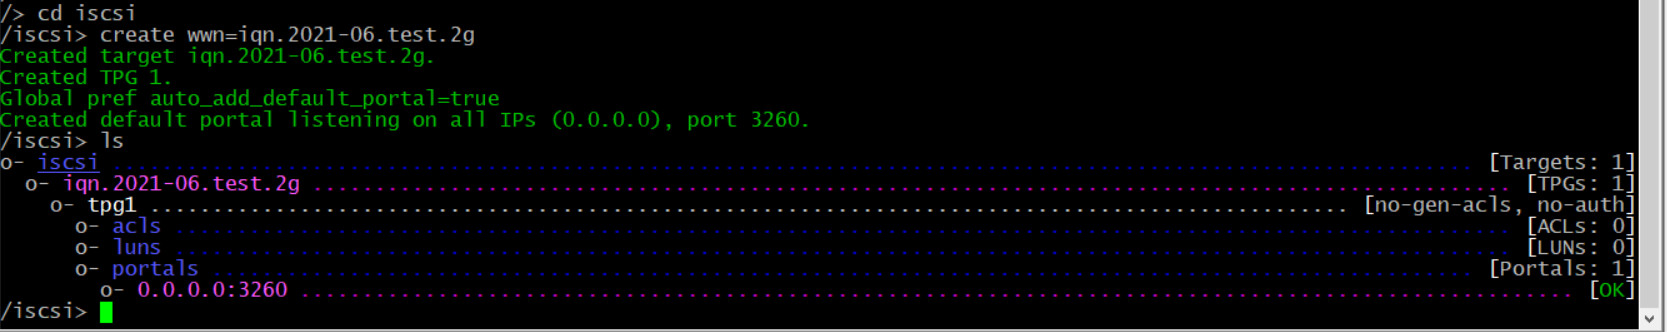 /> cd iscsi
/iscsi> create wwn=iqn.2021-06.test.2g
Created target iqn.2021-06.test.2g.
Created TPG 1.
Global pref auto_add_default_portal=true
Created default portal listening on all IPs (0.0.0.0), port 3260.
/iscsi> ls
o- iscsi .............................................................................................................. [Targets: 1]
  o- iqn.2021-06.test.2g ................................................................................................. [TPGs: 1]
    o- tpg1 ................................................................................................ [no-gen-acls, no-auth]
      o- acls ............................................................................................................ [ACLs: 0]
      o- luns ............................................................................................................ [LUNs: 0]
      o- portals ...................................................................................................... [Portals: 1]
        o- 0.0.0.0:3260 ....................................................................................................... [OK]
/iscsi>